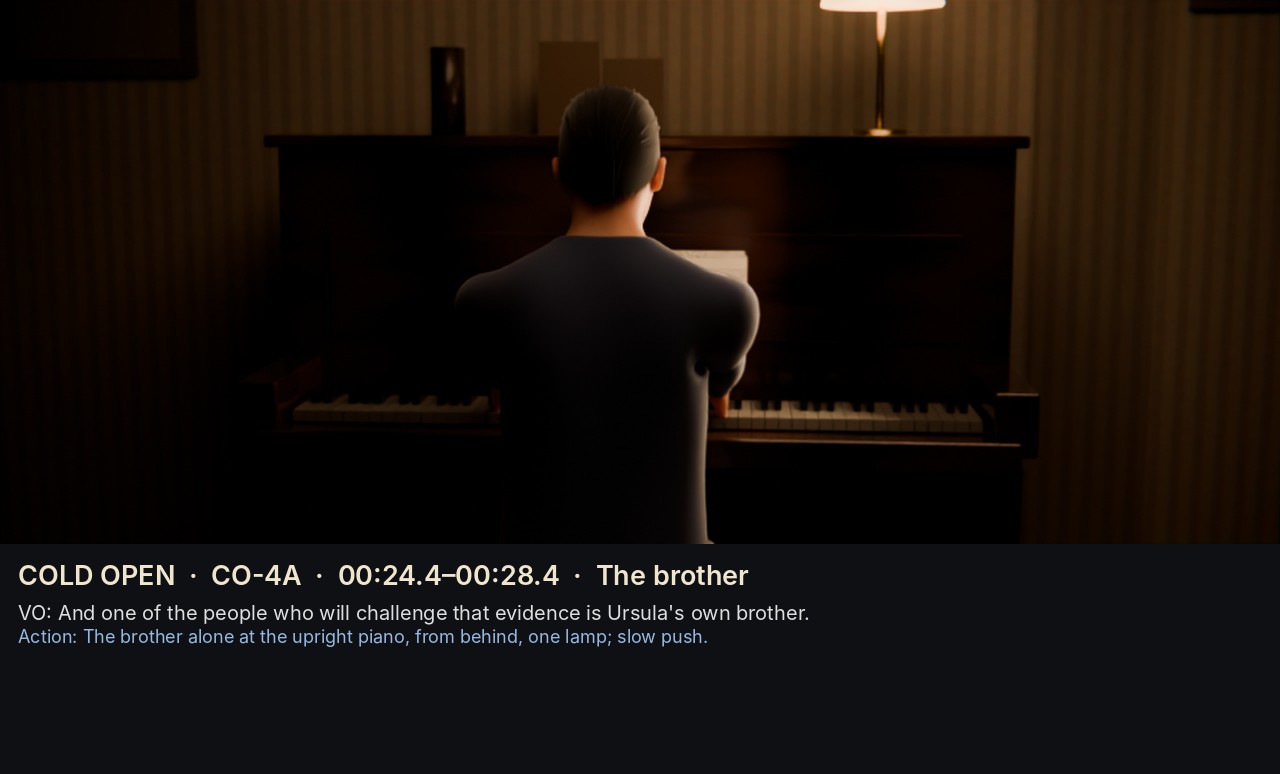 COLD OPEN · CO-4A · 00:24.4–00:28.4 · The brother
VO: And one of the people who will challenge that evidence is Ursula's own brother.
Action: The brother alone at the upright piano, from behind, one lamp; slow push.